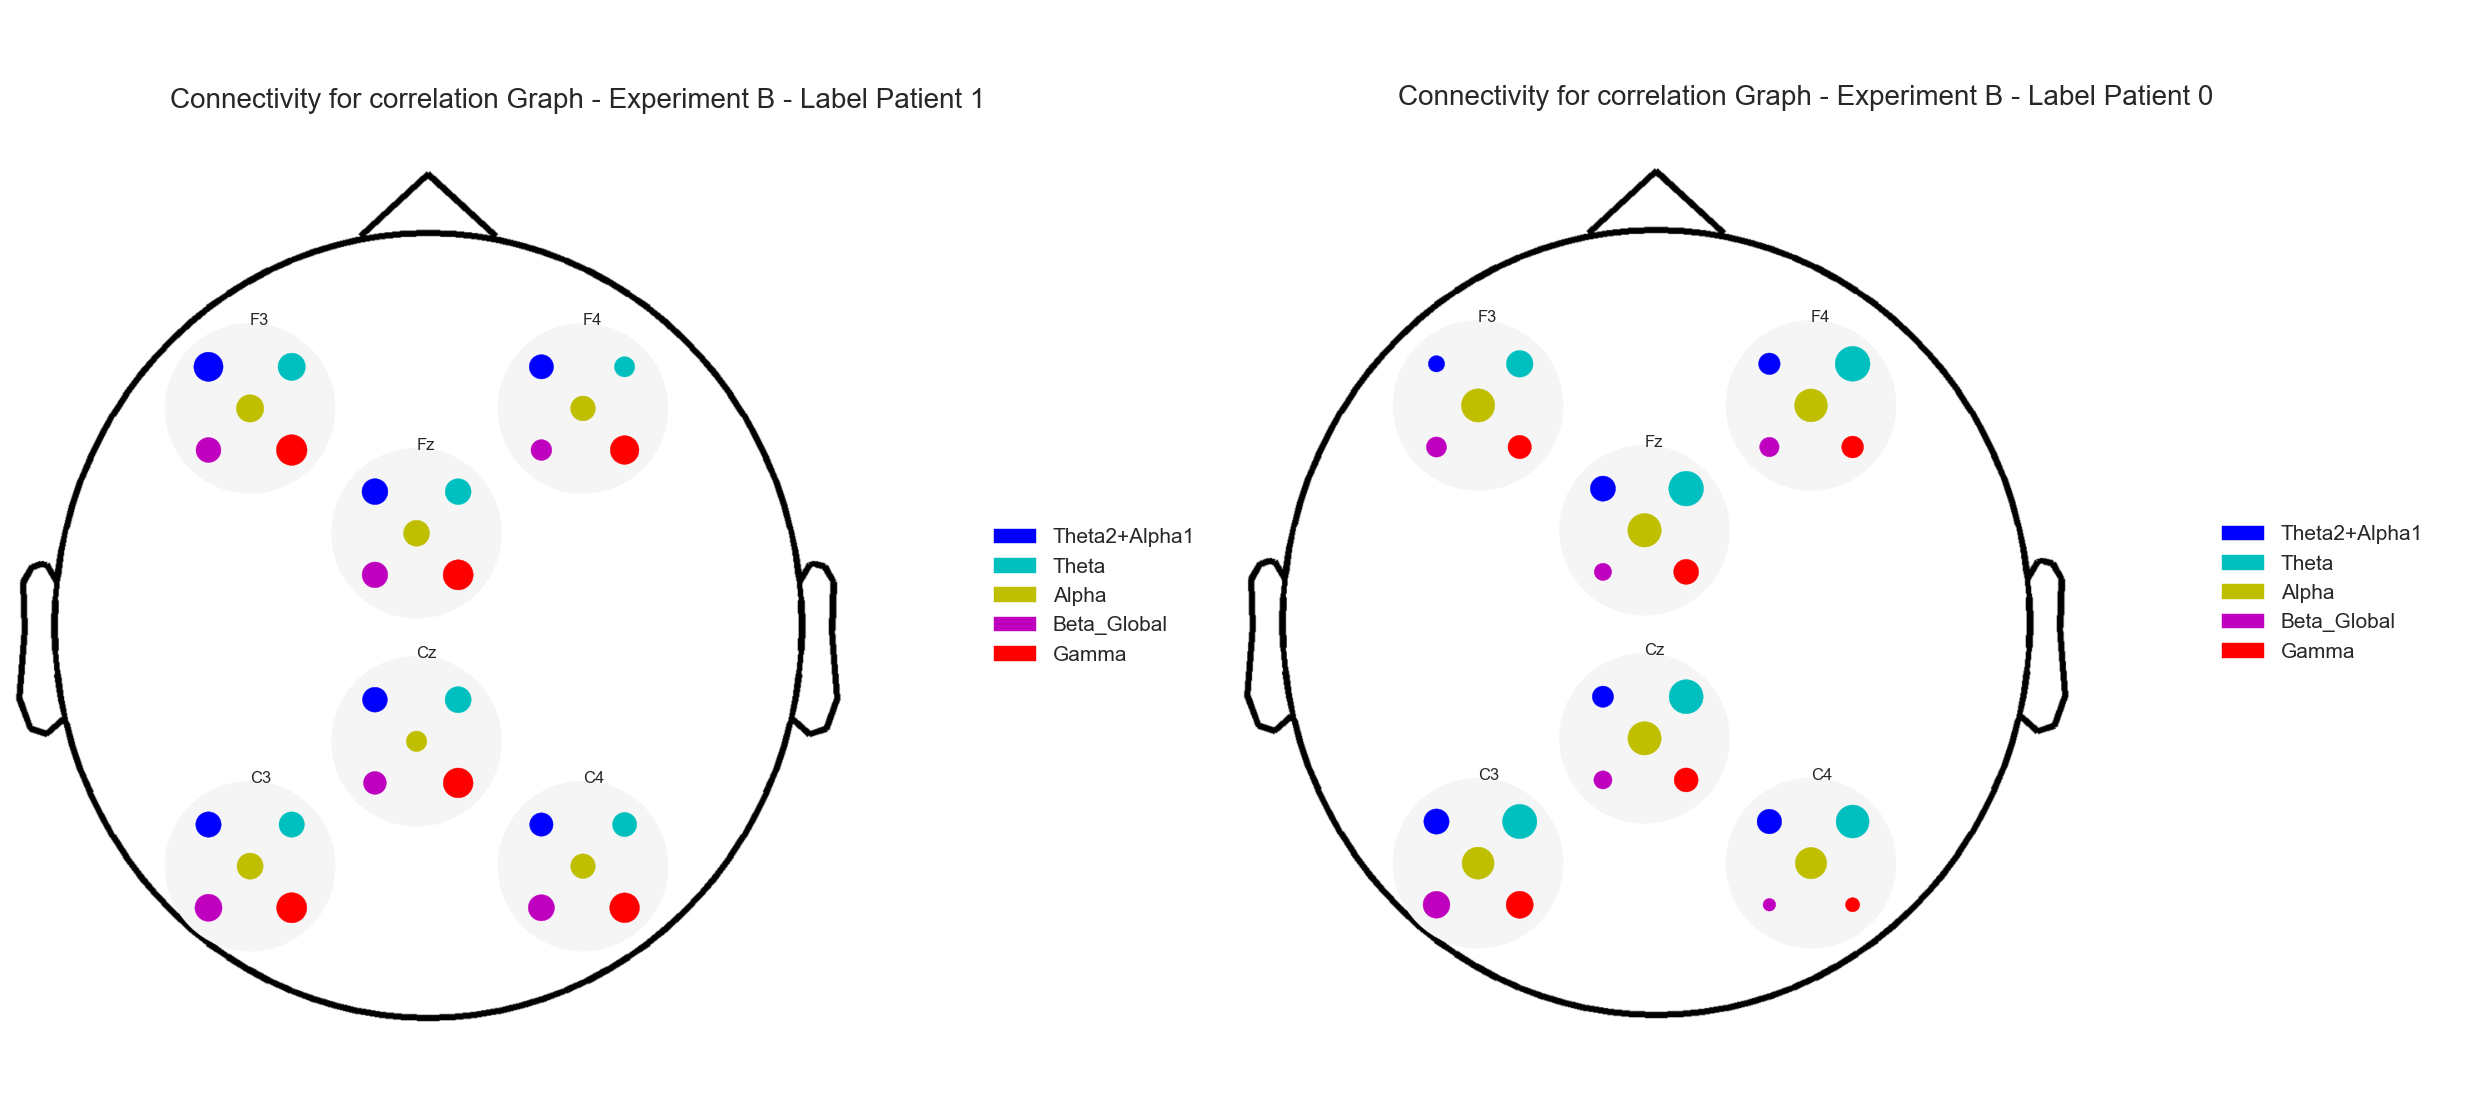 Connectivity for correlation Graph - Experiment B - Label Patient 1
F3
F4
Fz
Cz
C3
C4
Theta2+Alpha1
Theta
Alpha
Beta_Global
Gamma
Connectivity for correlation Graph - Experiment B - Label Patient 0
F3
F4
Fz
Cz
C3
C4
Theta2+Alpha1
Theta
Alpha
Beta_Global
Gamma